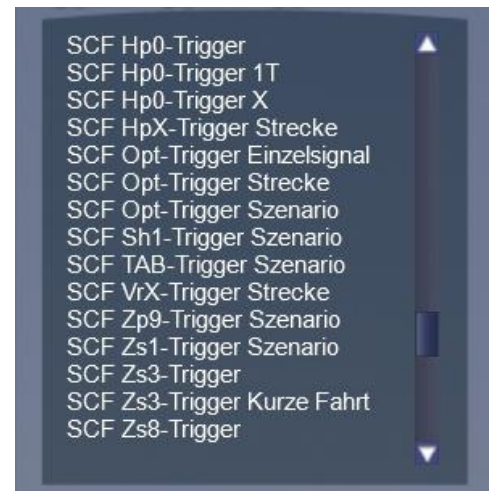 SCF Hp0-Trigger
SCF Hp0-Trigger 1T
SCF Hp0-Trigger X
SCF HpX-Trigger Strecke
SCF Opt-Trigger Einzelsignal
SCF Opt-Trigger Strecke
SCF Opt-Trigger Szenario
SCF Sh1-Trigger Szenario
SCF TAB-Trigger Szenario
SCF VrX-Trigger Strecke
SCF Zp9-Trigger Szenario
SCF Zs1-Trigger Szenario
SCF Zs3-Trigger
SCF Zs3-Trigger Kurze Fahrt
SCF Zs8-Trigger